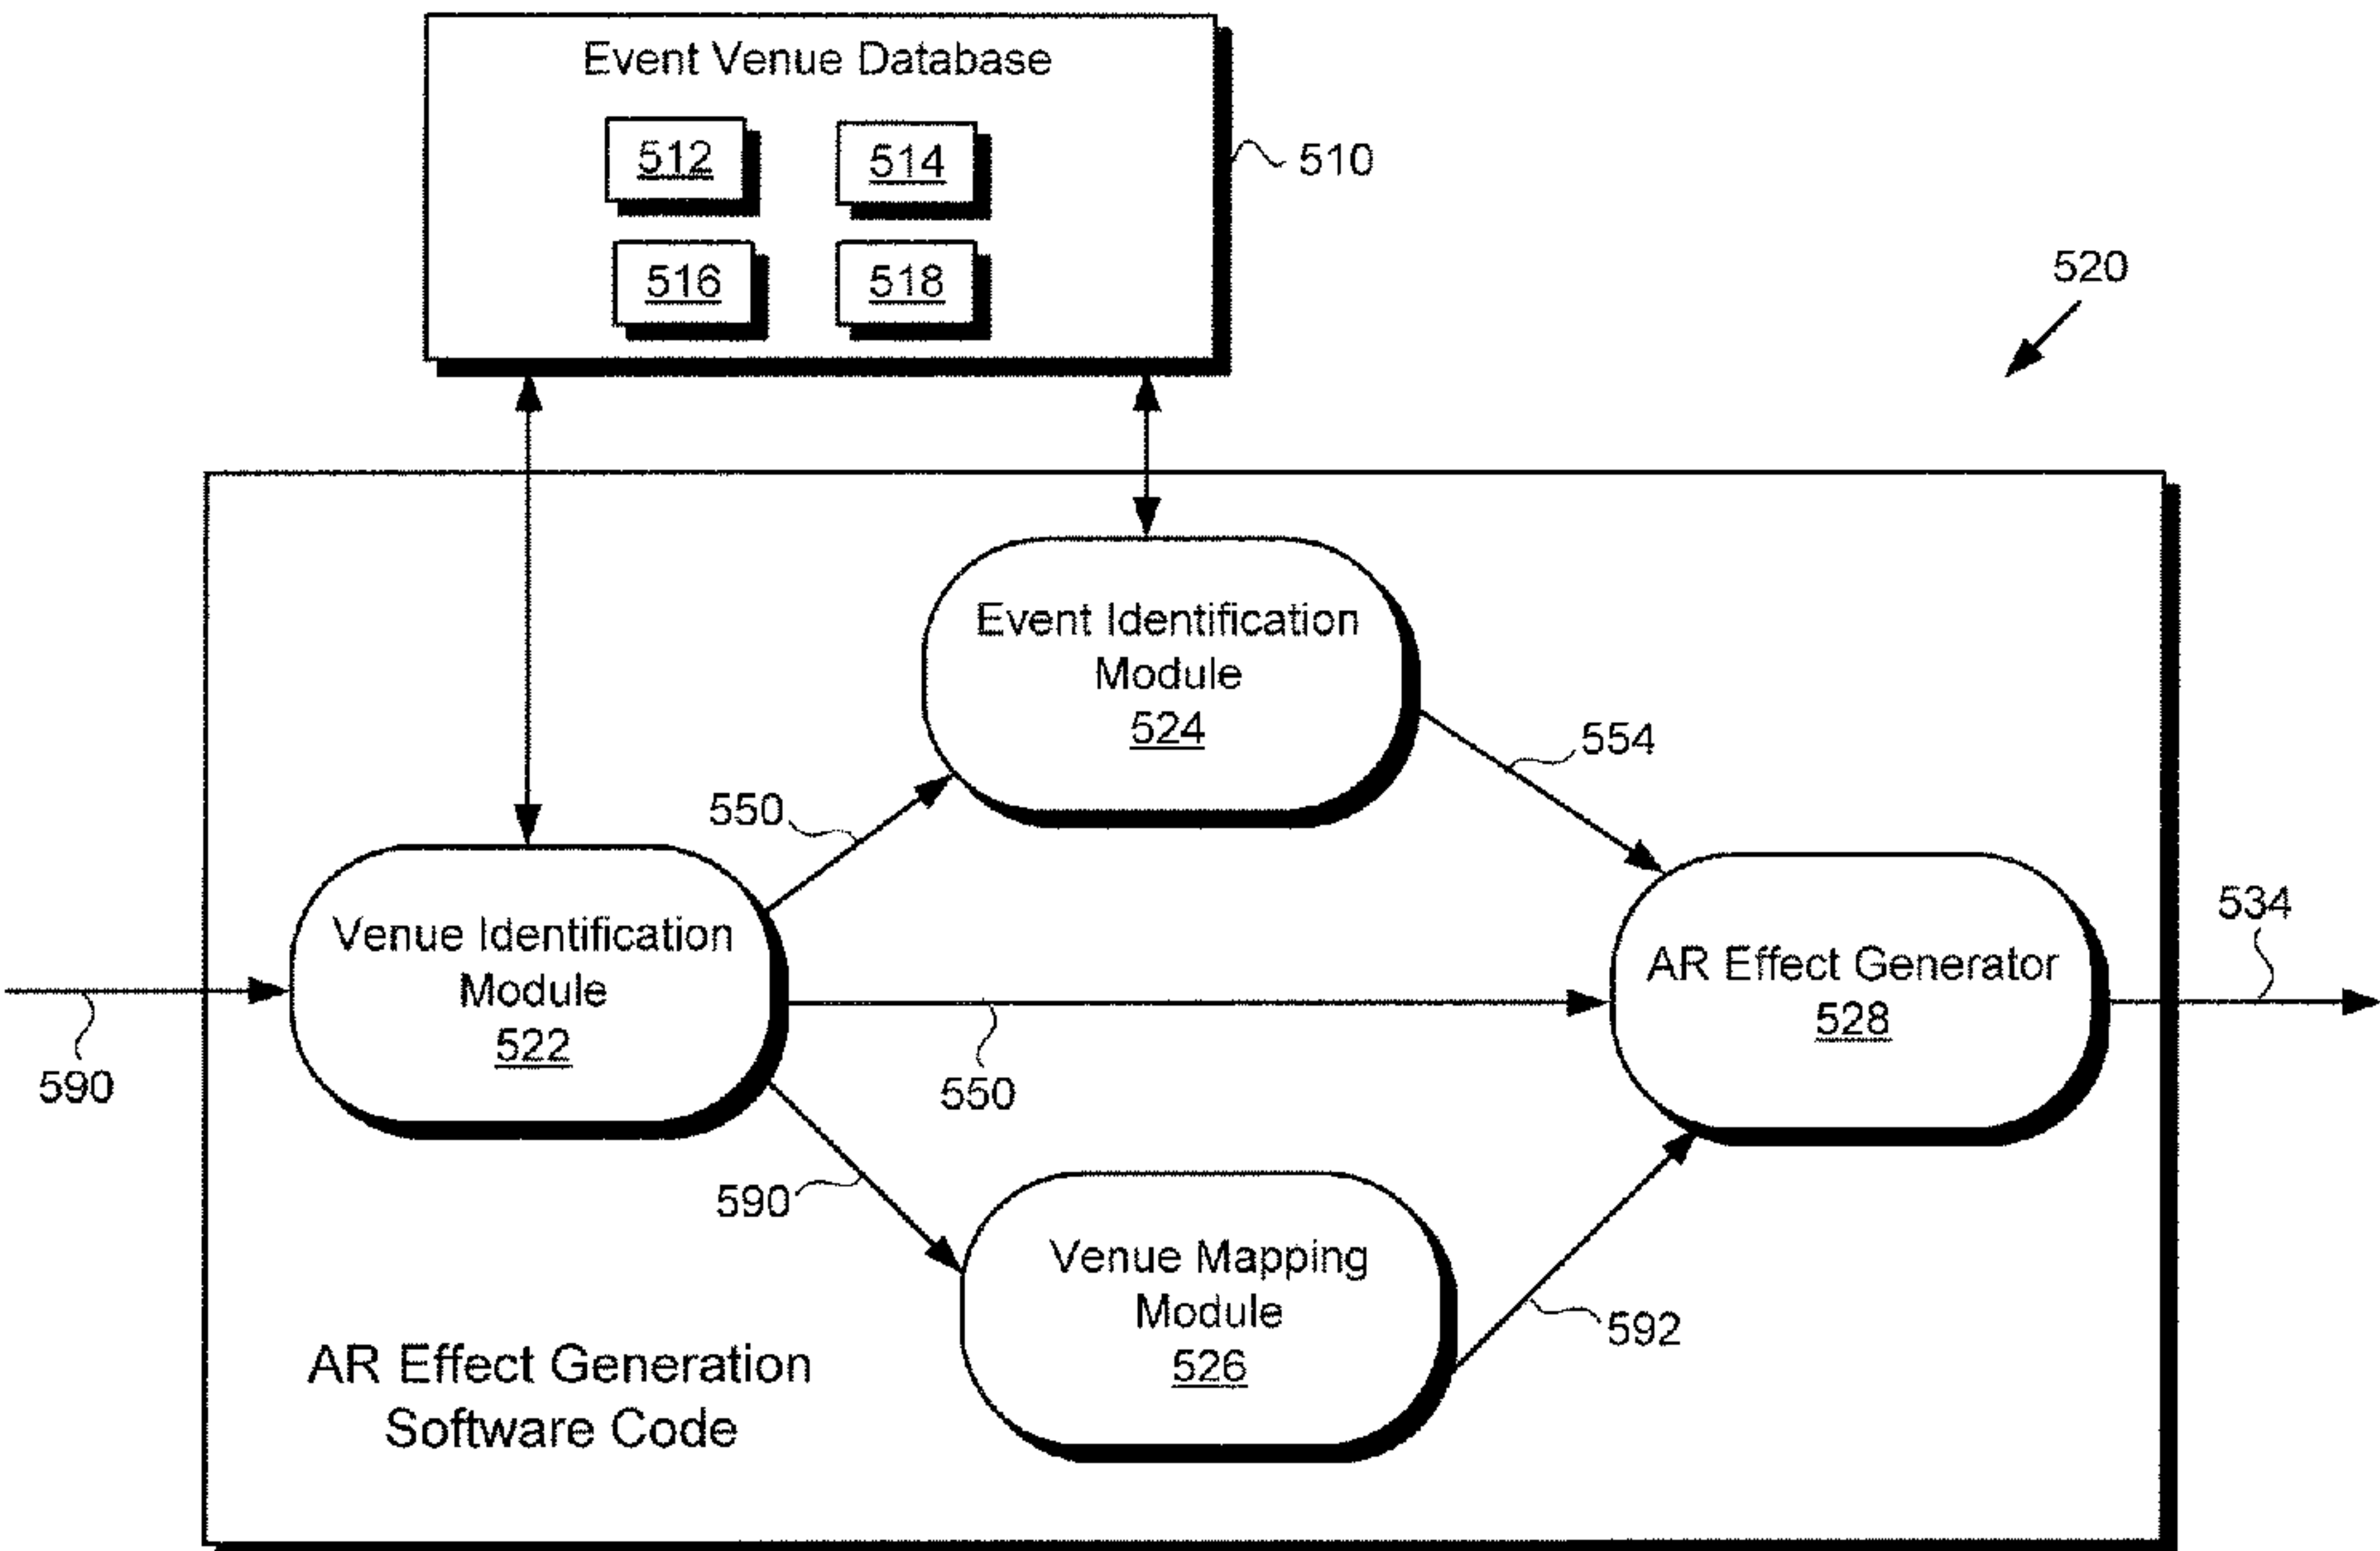 Event Venue Database
512
514
510
516
518
520
Event Identification
Module
524
554
550
Venue Identification
Module
522
534
AR Effect Generator
528
590
550
590
Venue Mapping
Module
526
592
AR Effect Generation
Software Code